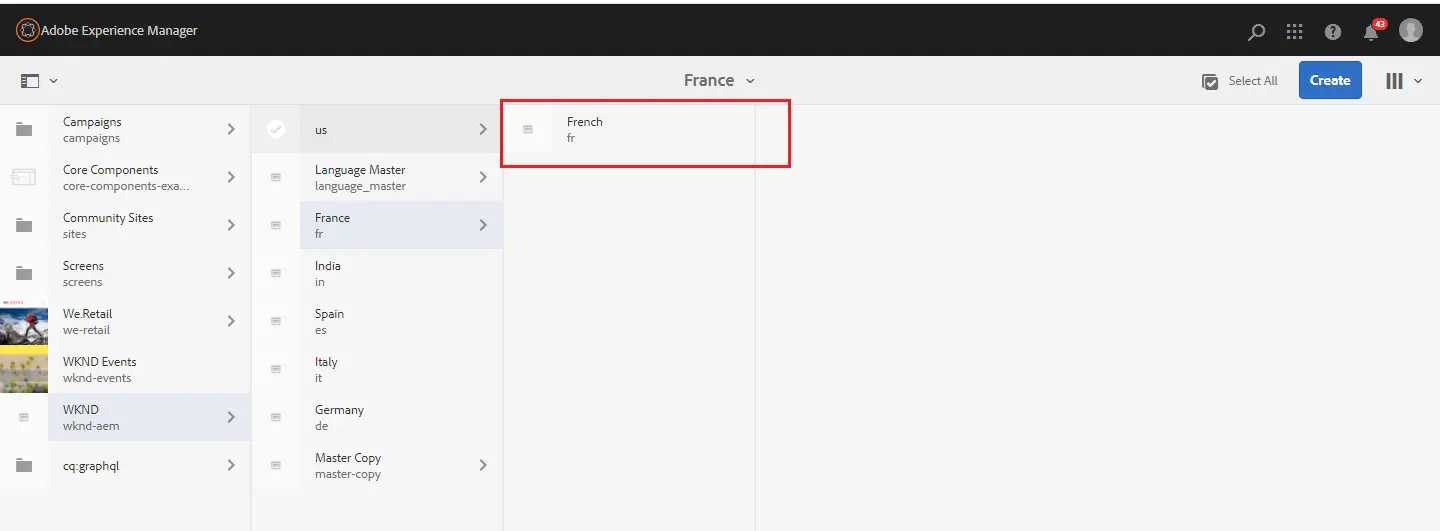 Adobe Experience Manager
43
France
Select All
Create
Campaigns
campaigns
Core Components
core-components-exa...
Community Sites
sites
Screens
screens
We.Retail
we-retail
WKND Events
wknd-events
WKND
wknd-aem
cq:graphql
us
Language Master
language_master
France
fr
India
in
Spain
es
Italy
it
Germany
de
Master Copy
master-copy
French
fr